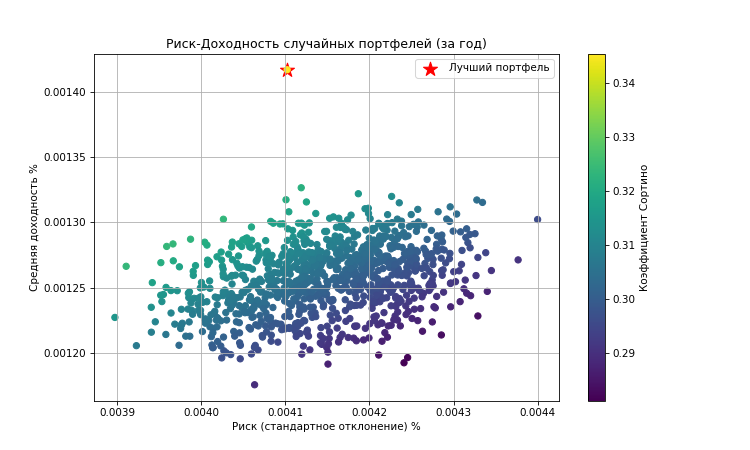 Риск-Доходность случайных портфелей (за год)
Лучший портфель
0.00140
0.00135
0.00130
0.00125
0.00120
Средняя доходность %
0.0039 0.0040 0.0041 0.0042 0.0043 0.0044
Риск (стандартное отклонение) %
0.34
0.33
0.32
0.31
0.30
0.29
Коэффициент Сортино